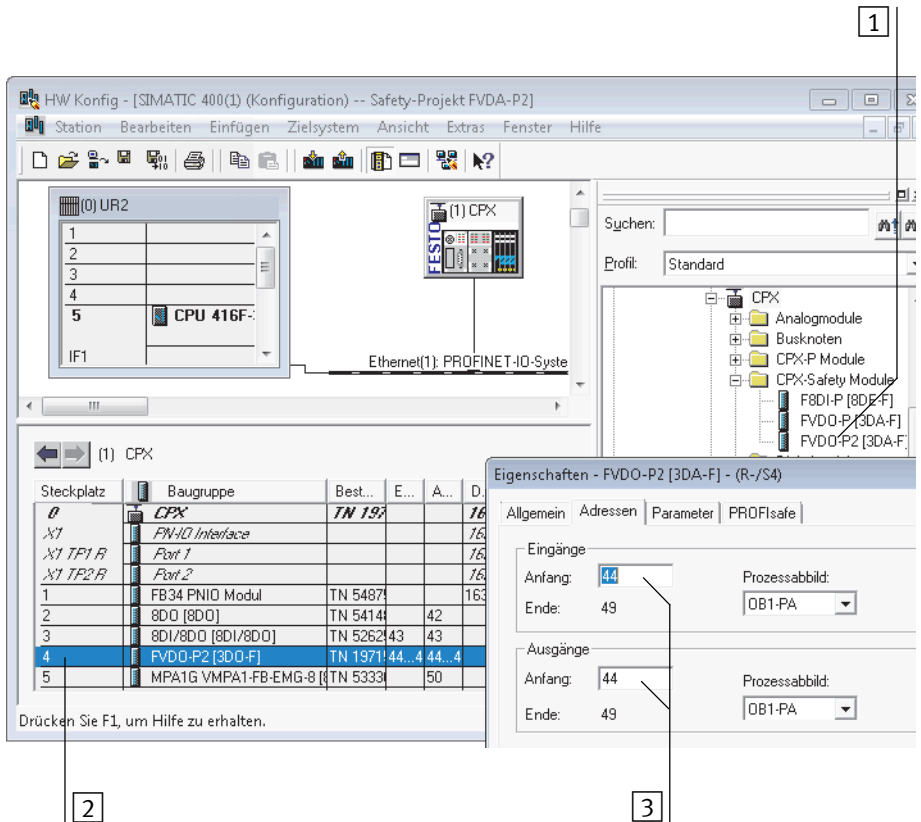 1
HW Konfig - [SIMATIC 400(1) (Konfiguration) -- Safety-Projekt FVDA-P2]
Station Bearbeiten Einfügen Zielsystem Ansicht Extras Fenster Hilfe
(0) UR2
1
2
3
4
5 CPU 416F-
IF1
(1) CPX
FESTO
Ethernet(1): PROFINET-IO-Syste
Suchen:
Profil: Standard
CPX
Analogmodule
Busknoten
CPX-P Module
CPX-Safety Module
F8DI-P [8DE-F]
FVDO-P [3DA-F]
FVDO-P2 [3DA-F]
(1) CPX
Steckplatz Baugruppe Best... E... A... D.
0 CPX TN 197 16
X1 PN-IO Interface 16
X1 TP1 R Port 1 16
X1 TP2 R Port 2 16
1 FB34 PNIO Modul TN 5487 163
2 8DO [8DO] TN 5414 42
3 8DI/8DO [8DI/8DO] TN 5262 43 43
4 FVDO-P2 [3DO-F] TN 1971 44...4 44...4
5 MPA1G VMPA1-FB-EMG-8 [8 TN 5333 50
Drücken Sie F1, um Hilfe zu erhalten.
Eigenschaften - FVDO-P2 [3DA-F] - (R-/S4)
Allgemein Adressen Parameter PROFIsafe
Eingänge
Anfang: 44 Prozessabbild:
Ende: 49 OB1-PA
Ausgänge
Anfang: 44 Prozessabbild:
Ende: 49 OB1-PA
2
3